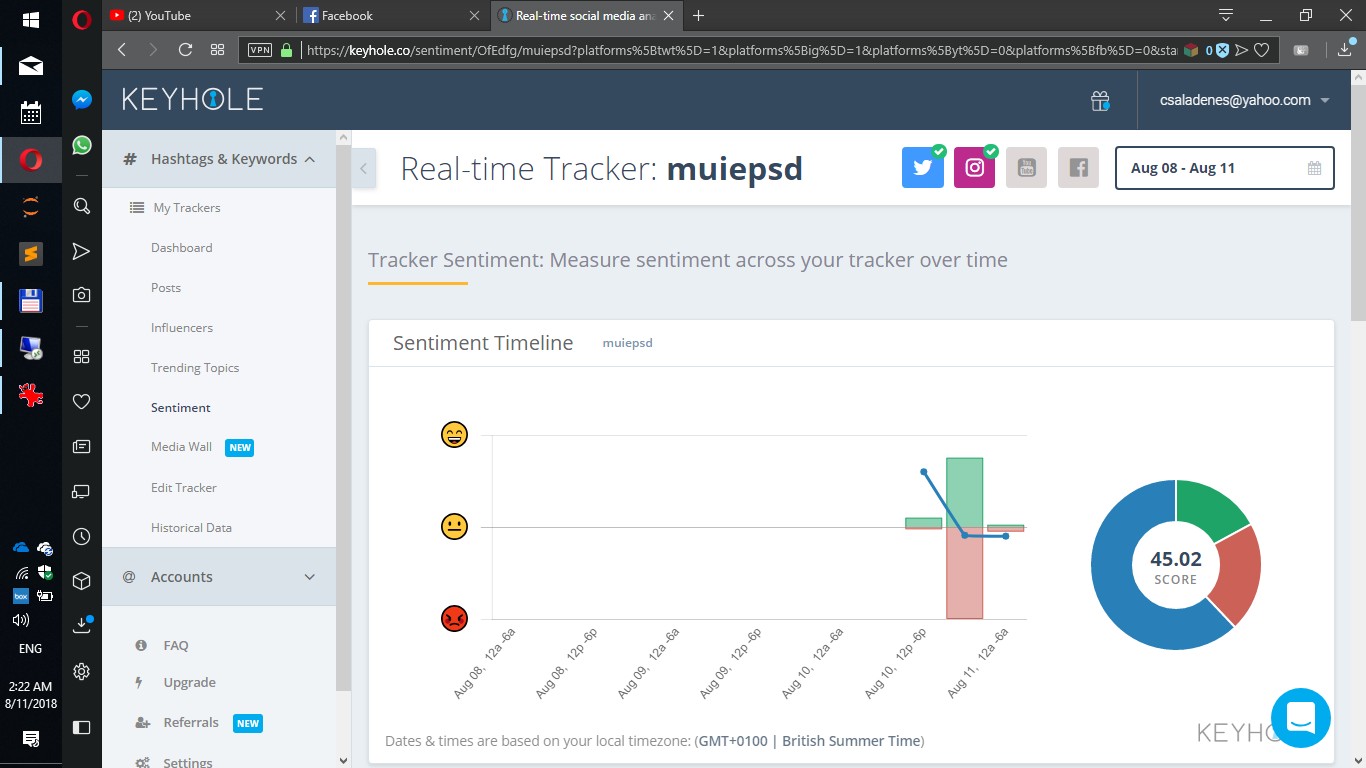 (2) YouTube
Facebook
Real-time social media ana
VPN
https://keyhole.co/sentiment/OfEdfg/muiepsd?platforms%5Btwt%5D=1&platforms%5Big%5D=1&platforms%5Byt%5D=0&platforms%5Bfb%5D=0&sta
0
KEYHOLE
csaladenes@yahoo.com
# Hashtags & Keywords
My Trackers
Dashboard
Posts
Influencers
Trending Topics
Sentiment
Media Wall NEW
Edit Tracker
Historical Data
@ Accounts
FAQ
Upgrade
Referrals NEW
Settings
Real-time Tracker: muiepsd
You Tube
Aug 08 - Aug 11
Tracker Sentiment: Measure sentiment across your tracker over time
Sentiment Timeline muiepsd
Aug 08, 12a -6a
Aug 08, 12p -6p
Aug 09, 12a -6a
Aug 09, 12p -6p
Aug 10, 12a -6a
Aug 10, 12p -6p
Aug 11, 12a -6a
45.02
SCORE
Dates & times are based on your local timezone: (GMT+0100 | British Summer Time)
KEYHO
box
ENG
2:22 AM
8/11/2018